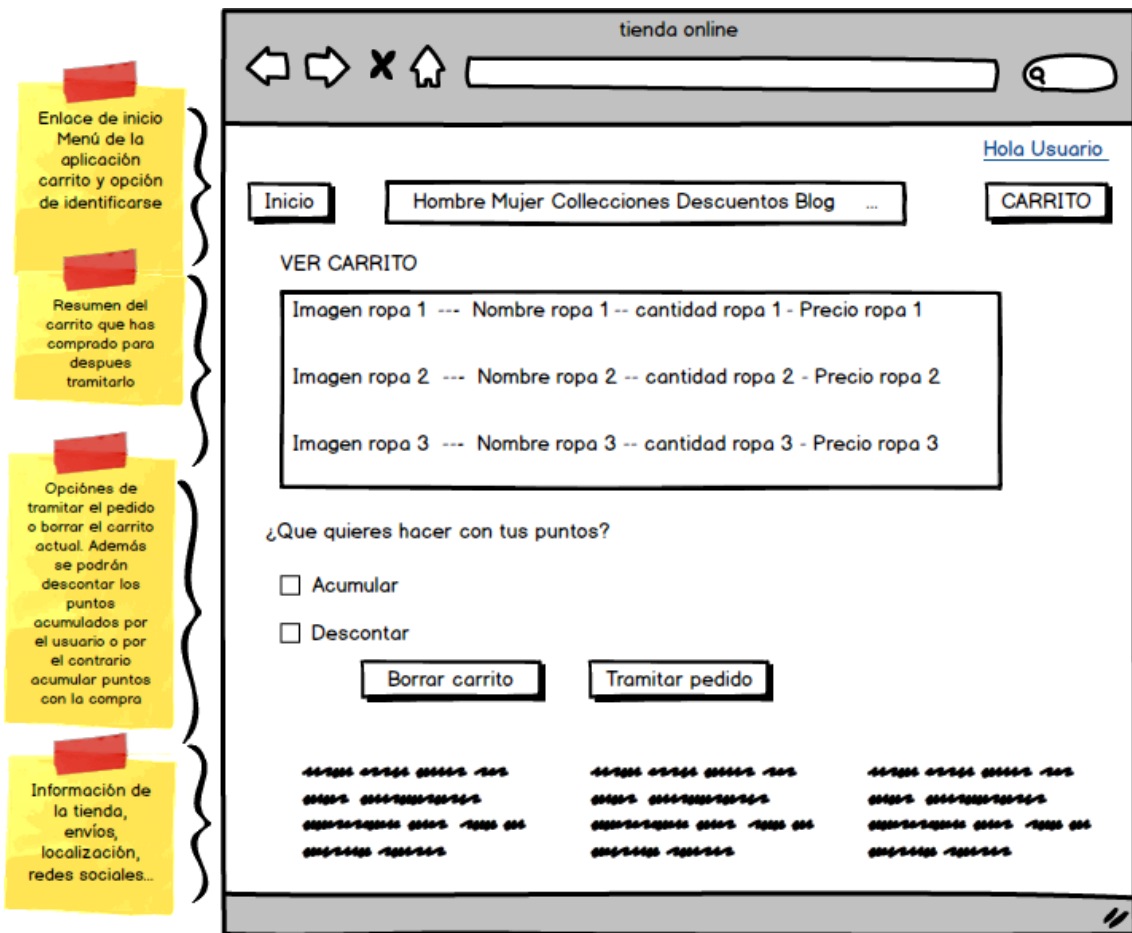 tienda online
Hola Usuario
Inicio
Hombre Mujer Collecciones Descuentos Blog ...
CARRITO
VER CARRITO
Imagen ropa 1 --- Nombre ropa 1 -- cantidad ropa 1 - Precio ropa 1
Imagen ropa 2 --- Nombre ropa 2 -- cantidad ropa 2 - Precio ropa 2
Imagen ropa 3 --- Nombre ropa 3 -- cantidad ropa 3 - Precio ropa 3
¿Que quieres hacer con tus puntos?
Acumular
Descontar
Borrar carrito
Tramitar pedido
Enlace de inicio
Menú de la
aplicación
carrito y opción
de identificarse
Resumen del
carrito que has
comprado para
despues
tramitarlo
Opciónes de
tramitar el pedido
o borrar el carrito
actual. Además
se podrán
descontar los
puntos
acumulados por
el usuario o por
el contrario
acumular puntos
con la compra
Información de
la tienda,
envíos,
localización,
redes sociales...